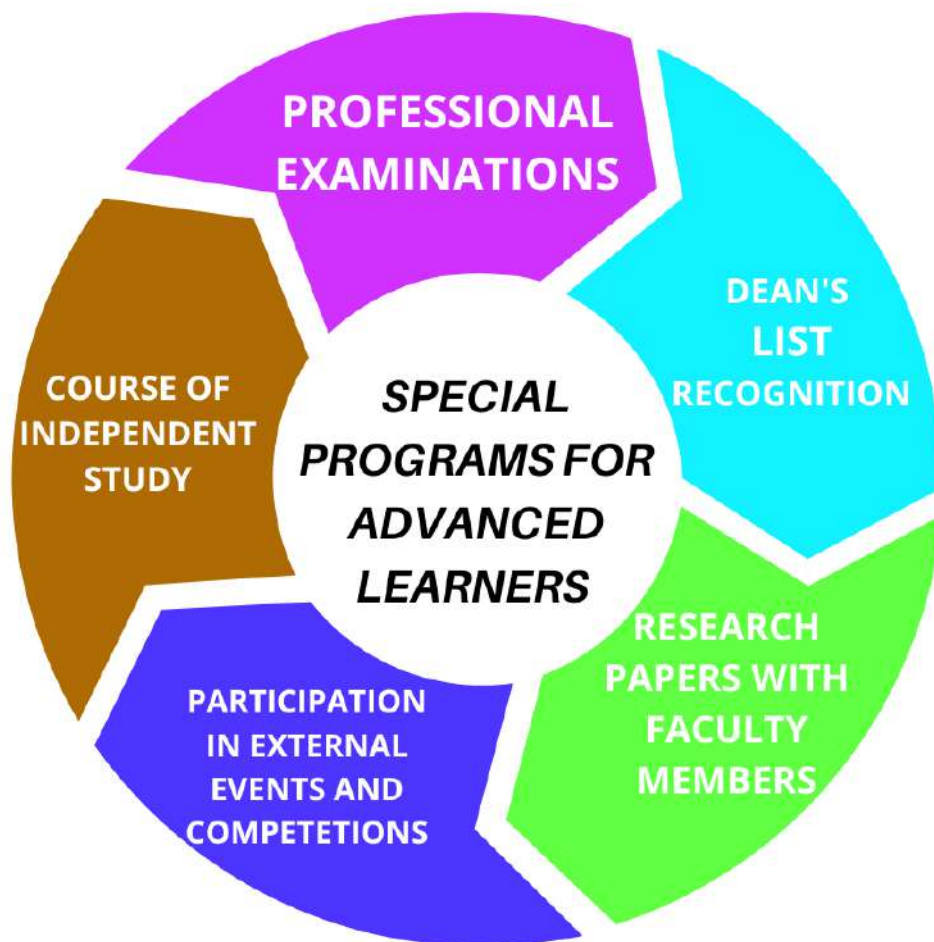 PROFESSIONAL
EXAMINATIONS
DEAN'S
LIST
RECOGNITION
RESEARCH
PAPERS WITH
FACULTY
MEMBERS
PARTICIPATION
IN EXTERNAL
EVENTS AND
COMPETETIONS
COURSE OF
INDEPENDENT
STUDY
SPECIAL
PROGRAMS FOR
ADVANCED
LEARNERS